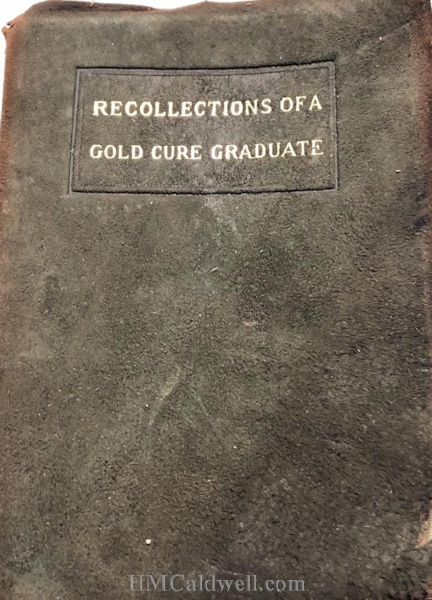 RECOLLECTIONS OF A
GOLD CURE GRADUATE
HMCaldwell.com